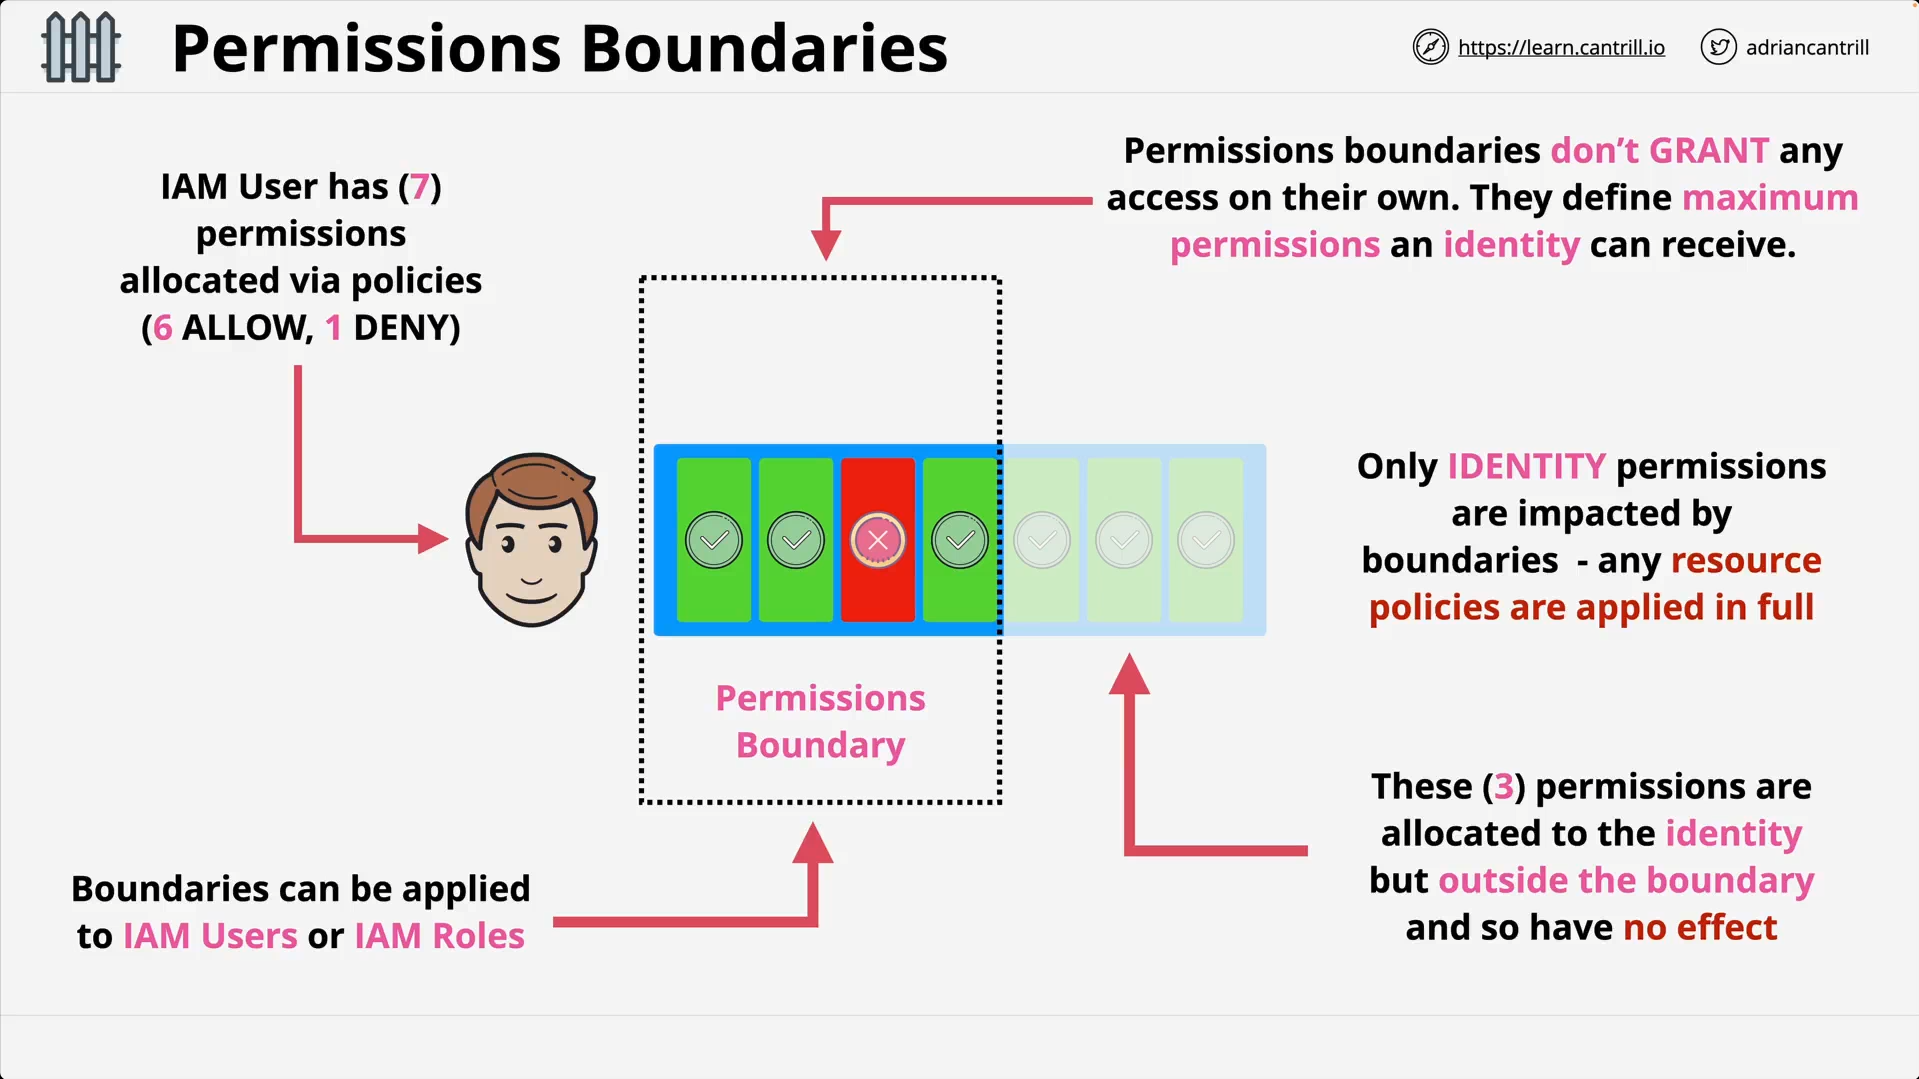 Permissions Boundaries
https://learn.cantrill.io
adriancantrill
IAM User has (7)
permissions
allocated via policies
(6 ALLOW, 1 DENY)
Permissions boundaries don’t GRANT any
access on their own. They define maximum
permissions an identity can receive.
Only IDENTITY permissions
are impacted by
boundaries  - any resource
policies are applied in full
Permissions
Boundary
These (3) permissions are
allocated to the identity
but outside the boundary
and so have no effect
Boundaries can be applied
to IAM Users or IAM Roles